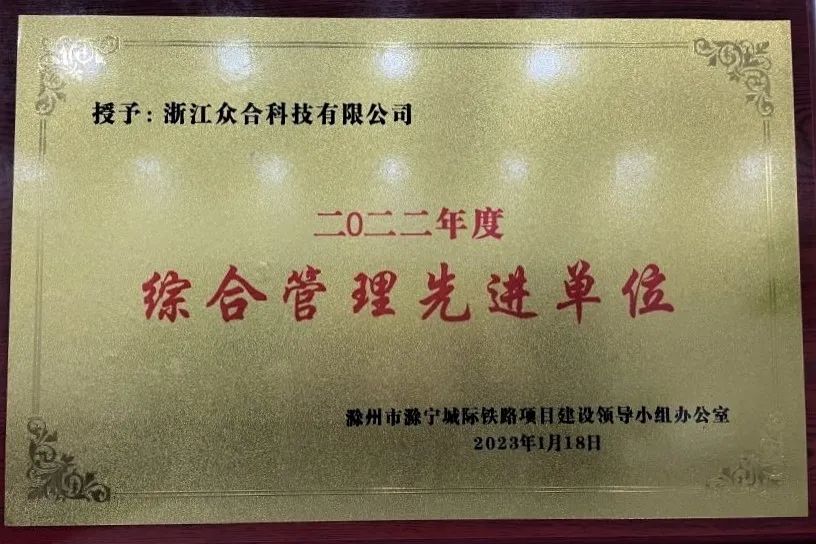 授予：浙江众合科技有限公司
二〇二二年度
综合管理先进单位
滁州市滁宁城际铁路项目建设领导小组办公室
2023年1月18日